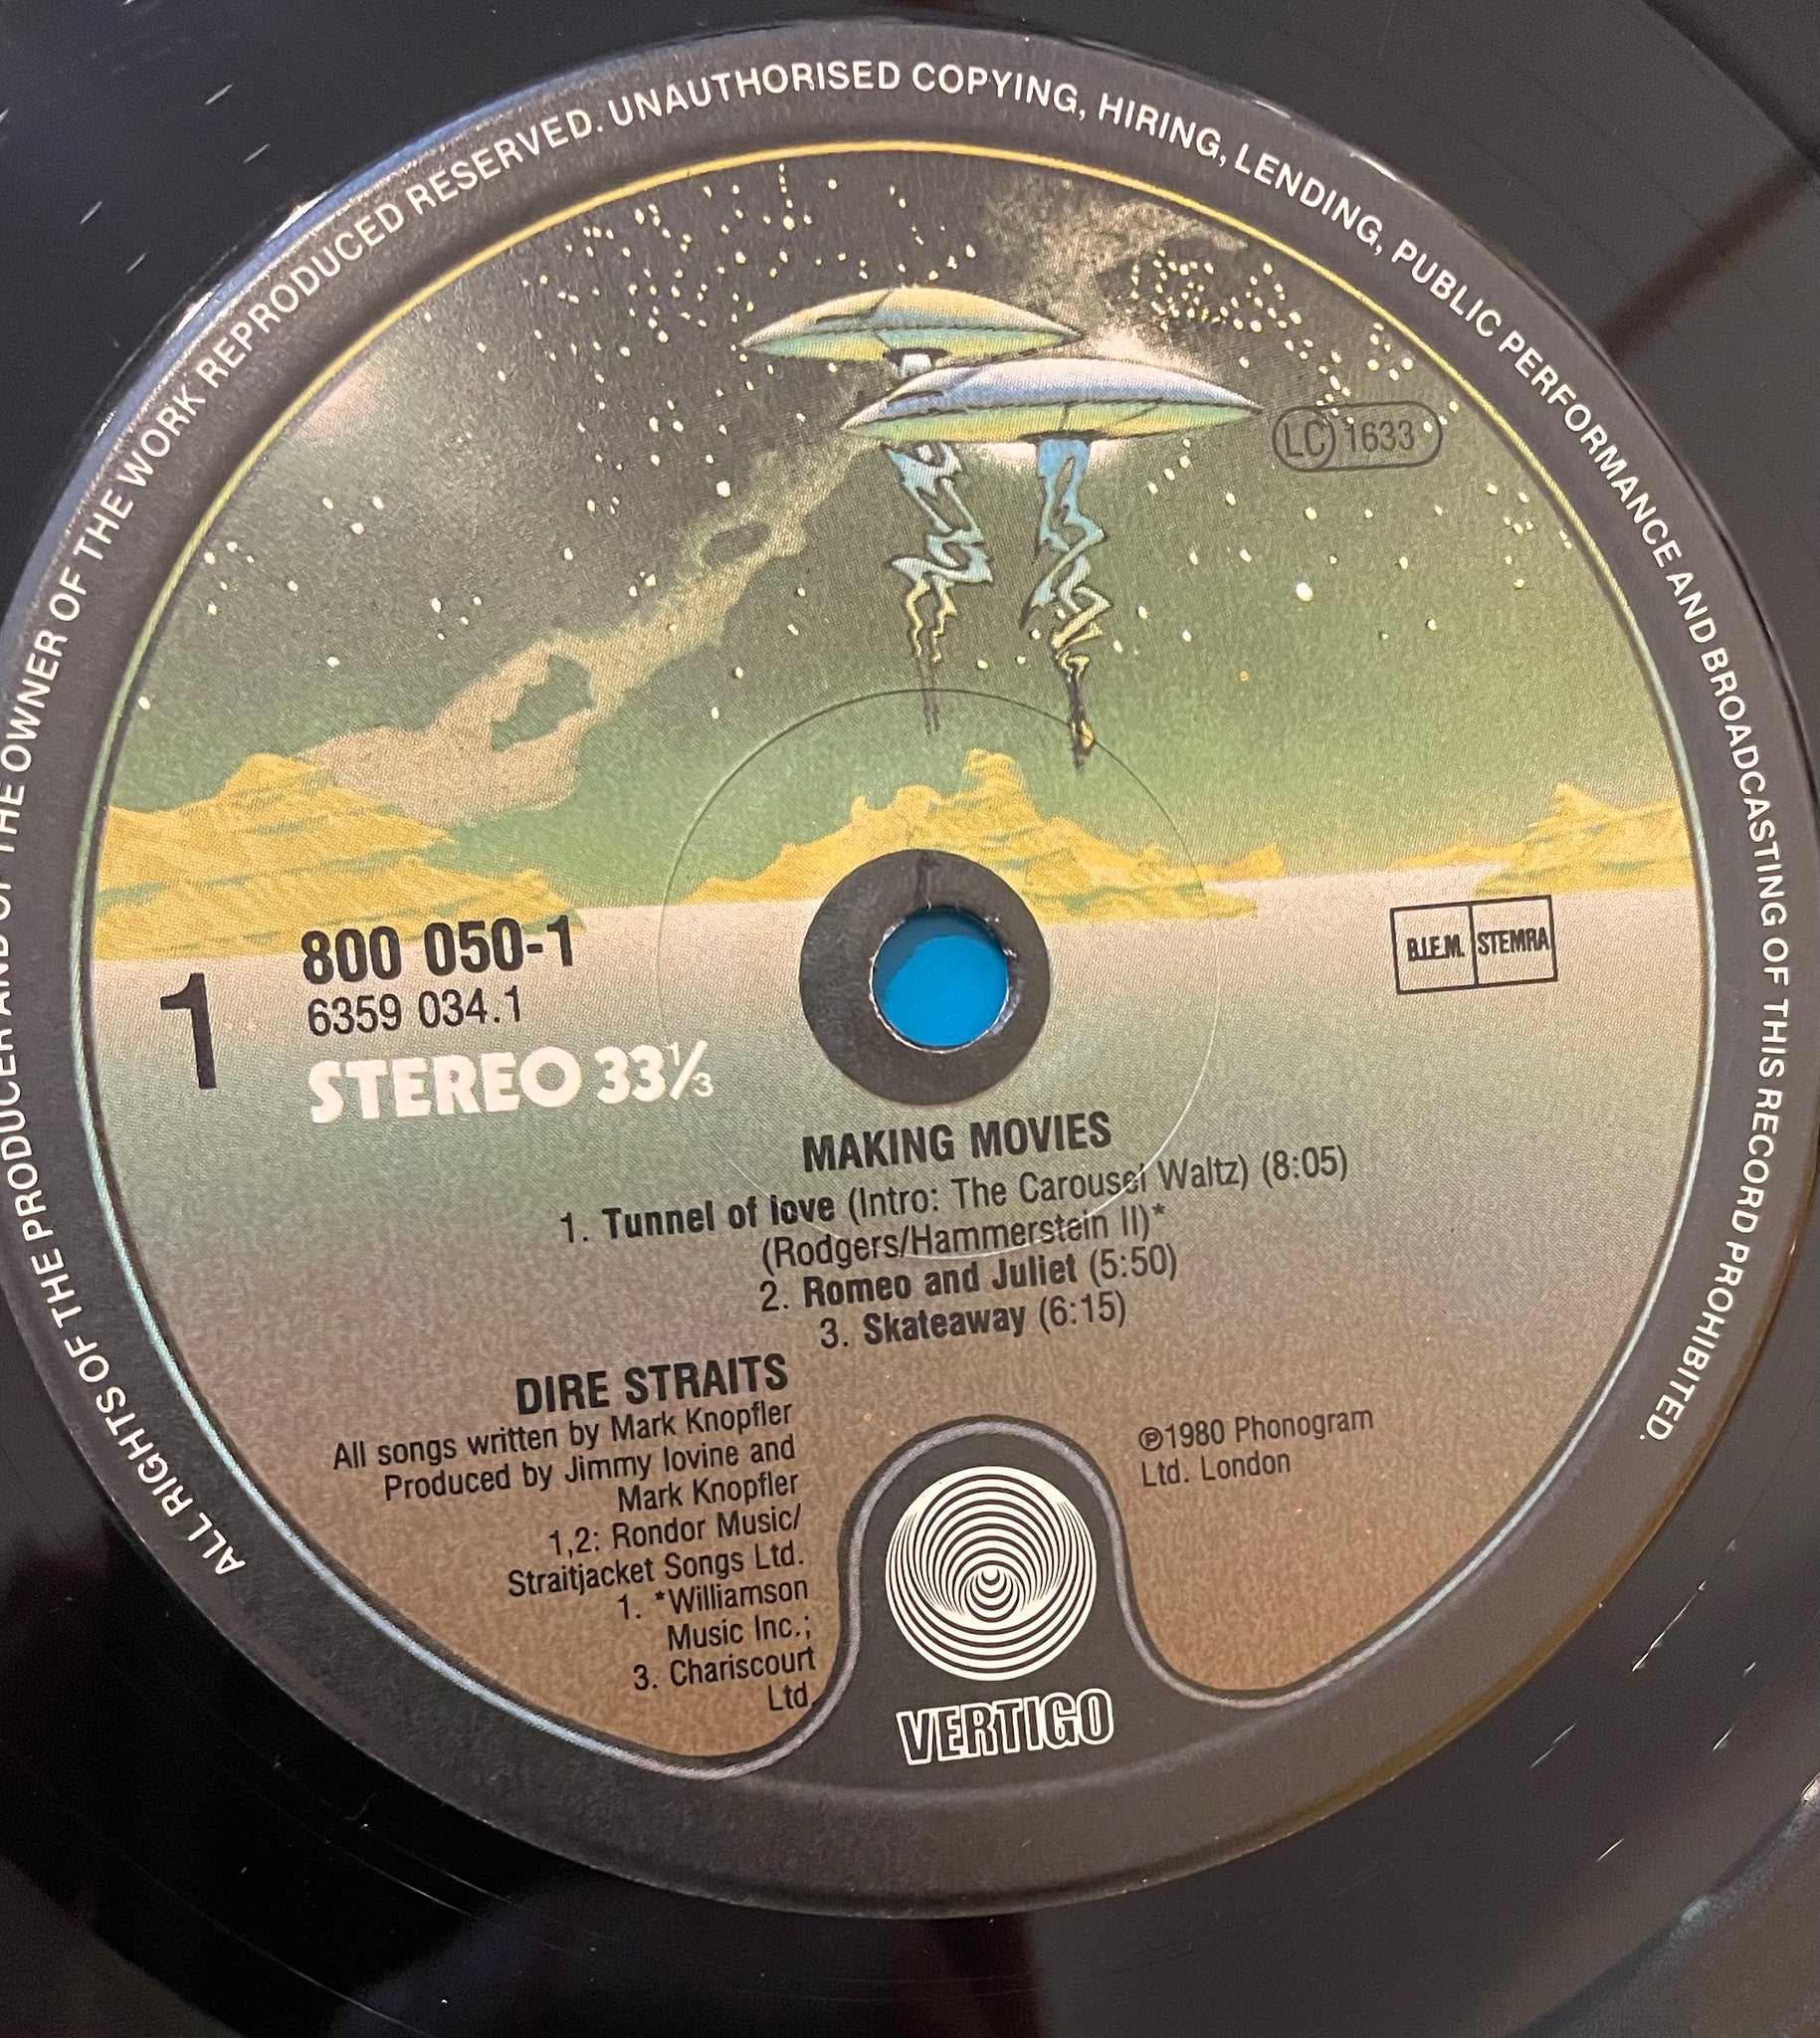 ALL RIGHTS OF THE PRODUCER AND OF THE OWNER OF THE WORK REPRODUCED RESERVED. UNAUTHORISED COPYING, HIRING, LENDING, PUBLIC PERFORMANCE AND BROADCASTING OF THIS RECORD PROHIBITED.
LC 1633
800 050-1
B.I.E.M. STEMRA
1
6359 034.1
STEREO 33⅓
MAKING MOVIES
1. Tunnel of love (Intro: The Carousel Waltz) (8:05)
(Rodgers/Hammerstein II)*
2. Romeo and Juliet (5:50)
3. Skateaway (6:15)
DIRE STRAITS
All songs written by Mark Knopfler
Produced by Jimmy Iovine and
Mark Knopfler
1,2: Rondor Music/
Straitjacket Songs Ltd.
1. *Williamson
Music Inc.;
3. Chariscourt
Ltd.
℗1980 Phonogram
Ltd. London
VERTIGO